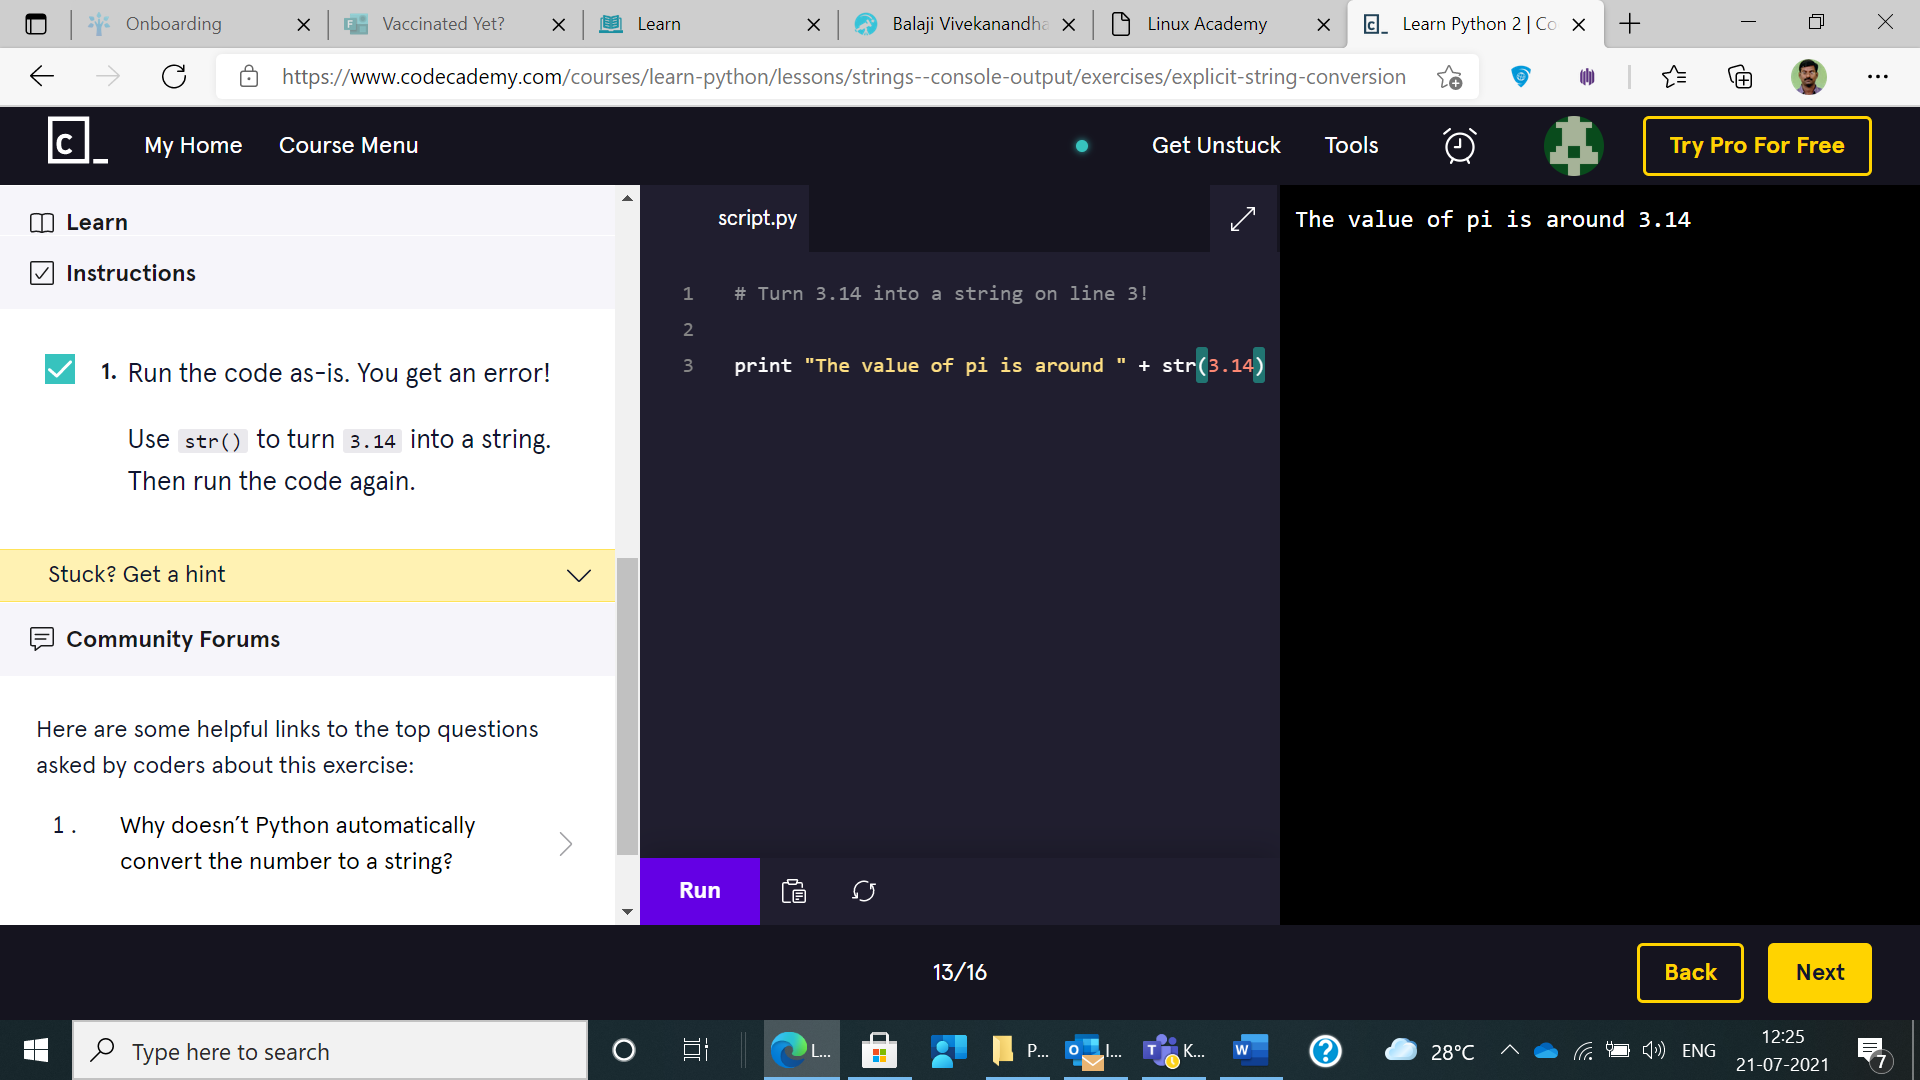 Onboarding
Vaccinated Yet?
Learn
Balaji Vivekanandha
Linux Academy
Learn Python 2 | Co
https://www.codecademy.com/courses/learn-python/lessons/strings--console-output/exercises/explicit-string-conversion
c_
My Home
Course Menu
Get Unstuck
Tools
Try Pro For Free
Learn
Instructions
1. Run the code as-is. You get an error!
Use str() to turn 3.14 into a string.
Then run the code again.
Stuck? Get a hint
Community Forums
Here are some helpful links to the top questions
asked by coders about this exercise:
1. Why doesn’t Python automatically
convert the number to a string?
script.py
1 # Turn 3.14 into a string on line 3!
2
3 print "The value of pi is around " + str(3.14)
Run
The value of pi is around 3.14
13/16
Back
Next
Type here to search
L...
P...
I...
K...
28°C
ENG
12:25
21-07-2021
7